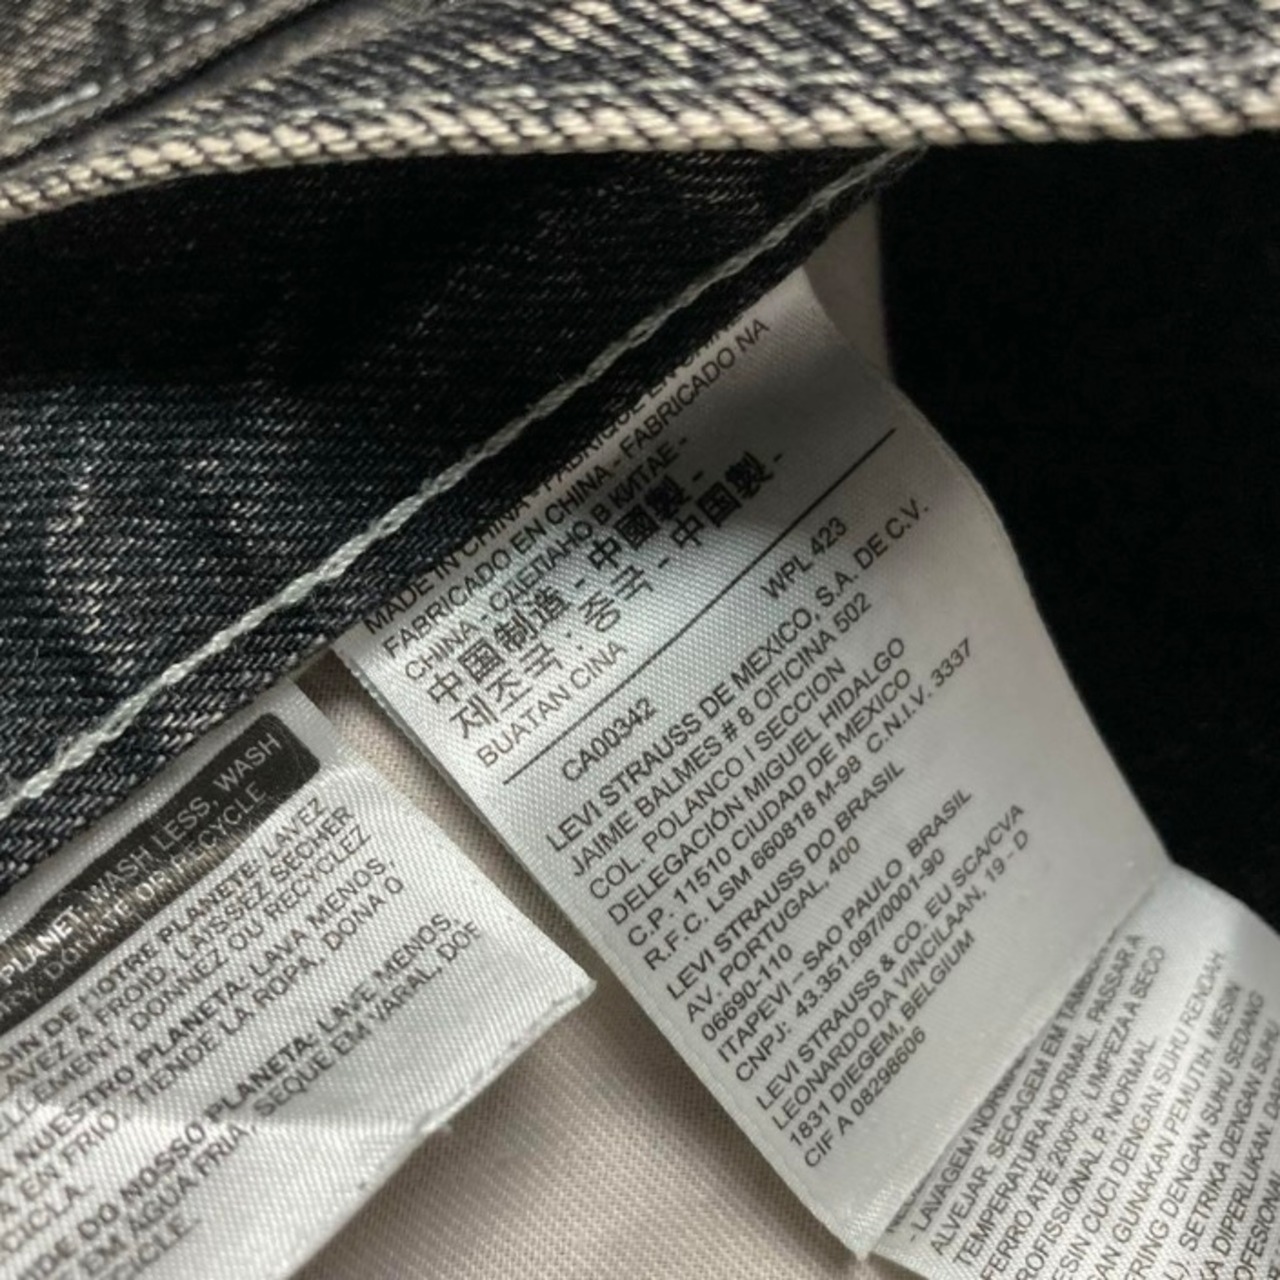 PLANET: WASH LESS, WASH
DONATE OR RECYCLE
DE NOTRE PLANETE: LAVEZ
LAVEZ A FROID, LAISSEZ SÉCHER
DONNEZ OU RECYCLEZ
NUESTRO PLANETA: LAVA MENOS,
EN FRIO, TIENDE LA ROPA, DONA O
DO NOSSO PLANETA: LAVE MENOS,
EM ÁGUA FRIA, SEQUE EM VARAL, DOE
MADE IN CHINA - FABRIQUÉ EN CHINE
FABRICADO EN CHINA - FABRICADO NA
CHINA - СДЕЛАНО В КИТАЕ -
中国制造 - 中國製 -
제조국 : 중국 - 中国製 -
BUATAN CINA
CA00342 WPL 423
LEVI STRAUSS DE MEXICO, S.A. DE C.V.
JAIME BALMES # 8 OFICINA 502
COL. POLANCO I SECCION
DELEGACIÓN MIGUEL HIDALGO
C.P. 11510 CIUDAD DE MEXICO
R.F.C. LSM 660818 M-98 C.N.I.V. 3337
LEVI STRAUSS DO BRASIL
AV. PORTUGAL, 400
06690-110
ITAPEVI – SAO PAULO BRASIL
CNPJ: 43.351.097/0001-90
LEVI STRAUSS & CO. EU SCA/CVA
LEONARDO DA VINCILAAN, 19 - D
1831 DIEGEM, BELGIUM
CIF A 08298606
- LAVAGEM NORMAL EM
ALVEJAR. SECAGEM EM TAMBOR
TEMPERATURA NORMAL. PASSAR A
FERRO ATÉ 200°C. LIMPEZA A SECO
PROFISSIONAL P. NORMAL
MESIN CUCI DENGAN SUHU RENDAH
GUNAKAN PEMUTIH. MESIN
DENGAN SUHU SEDANG
SETRIKA DENGAN SUHU
DIPERLUKAN.